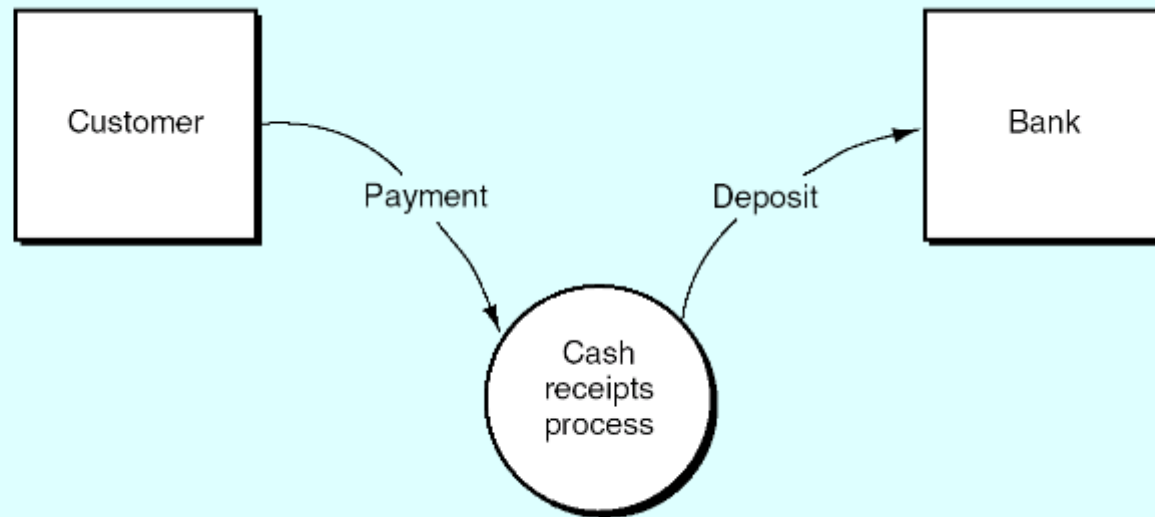 Customer
Bank
Payment
Deposit
Cash
receipts
process